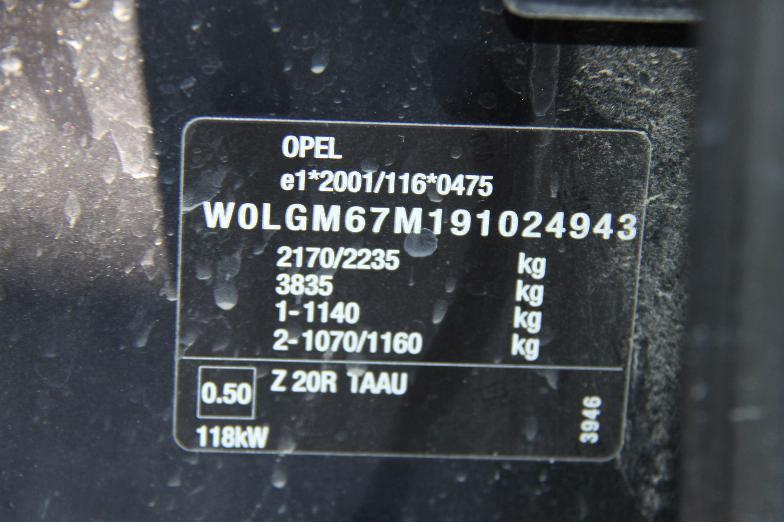 OPEL
e1*2001/116*0475
W0LGM67M191024943
2170/2235 kg
3835 kg
1-1140 kg
2-1070/1160 kg
0.50 Z 20R TAAU
118kW
3946